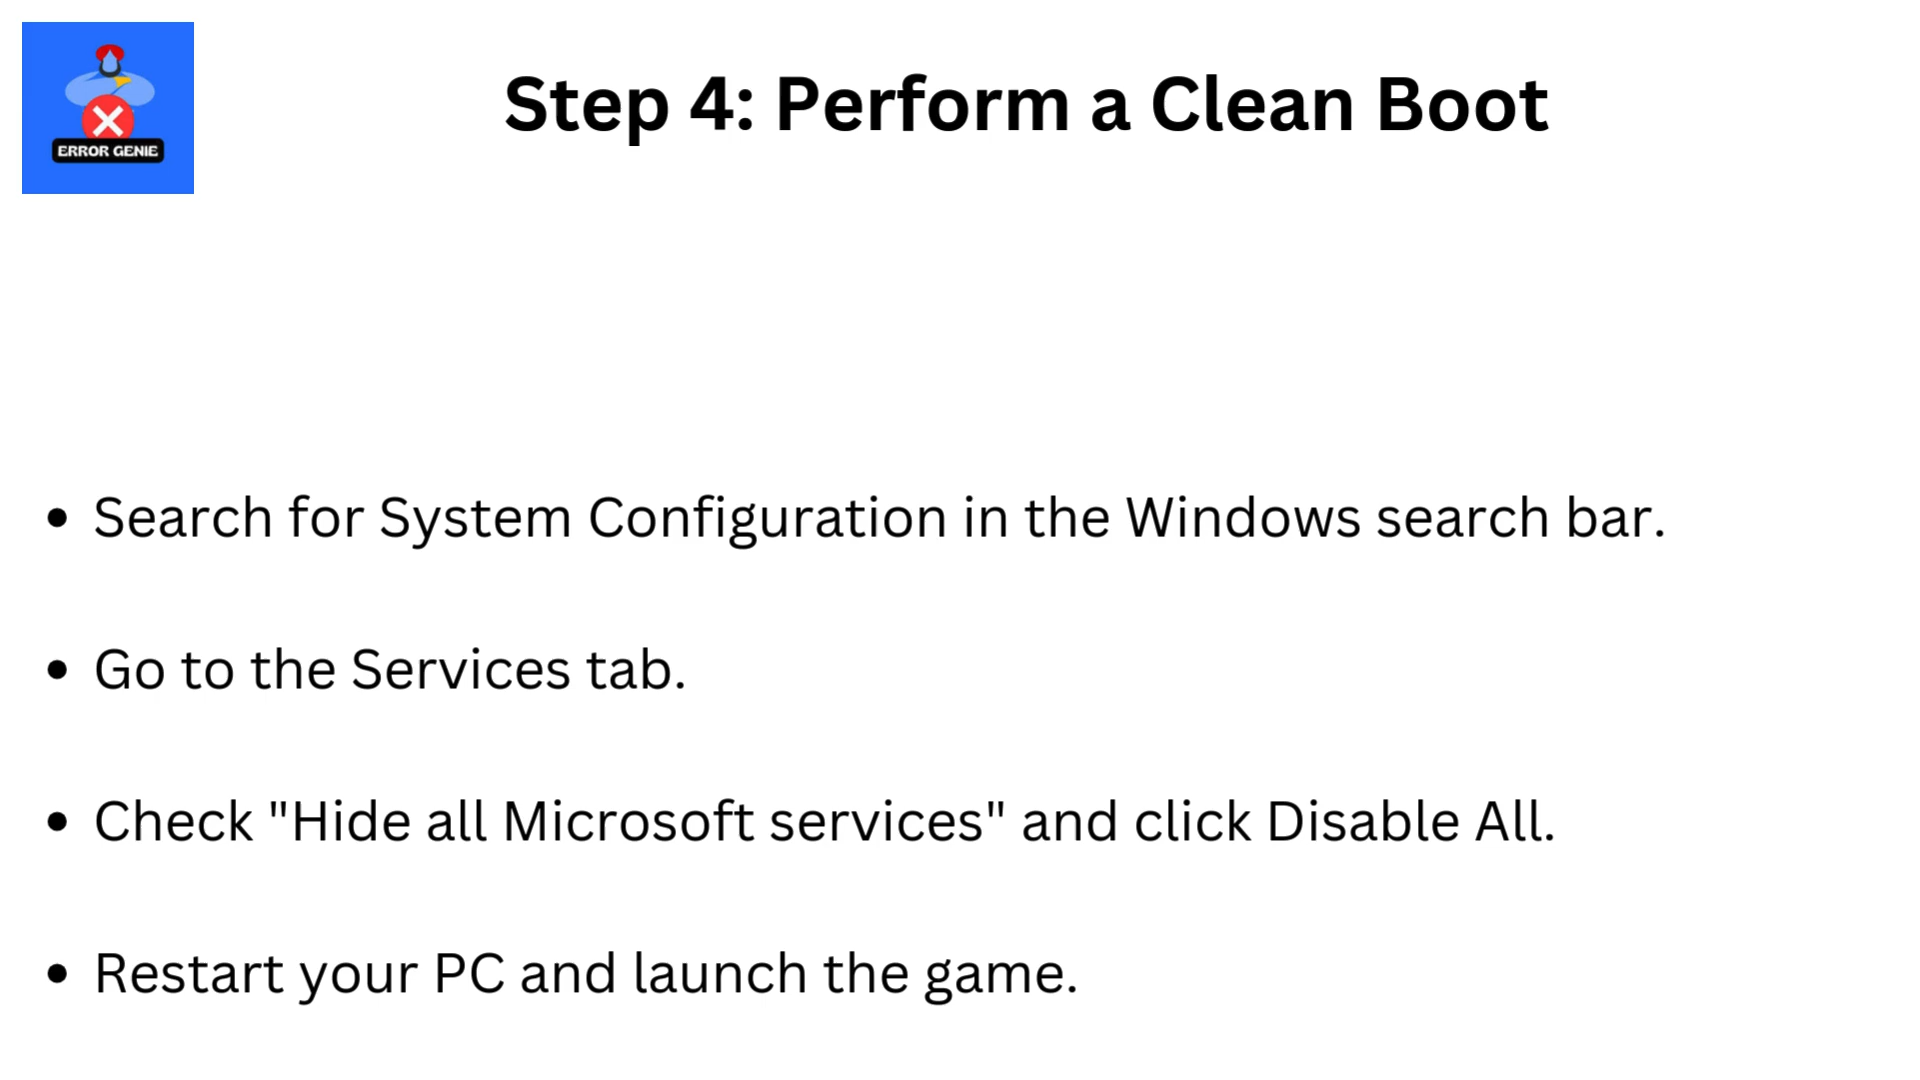 ERROR GENIE
Step 4: Perform a Clean Boot
• Search for System Configuration in the Windows search bar.
• Go to the Services tab.
• Check "Hide all Microsoft services" and click Disable All.
• Restart your PC and launch the game.